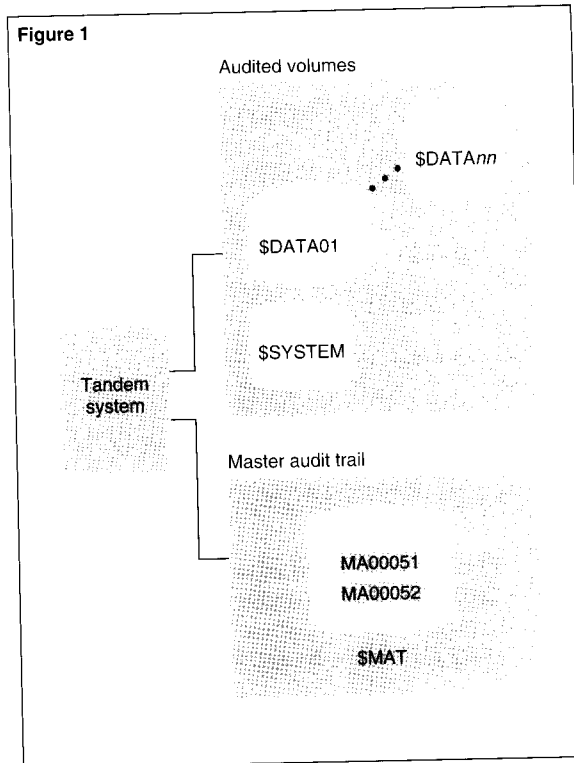 Figure 1
Audited volumes
$DATAnn
$DATA01
$SYSTEM
Tandem
system
Master audit trail
MA00051
MA00052
$MAT